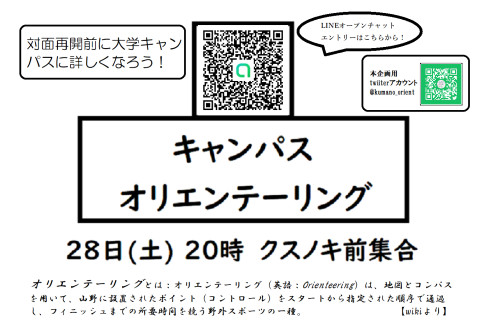 対面再開前に大学キャン
パスに詳しくなろう!
LINEオープンチャット
エントリーはこちらから!
本企画用
twiiterアカウント
@kumano_orient
キャンパス
オリエンテーリング
28日(土) 20時 クスノキ前集合
オリエンテーリングとは:オリエンテーリング(英語:Orienteering)は、地図とコンパス
を用いて、山野に設置されたポイント(コントロール)をスタートから指定された順序で通過
し、フィニッシュまでの所要時間を競う野外スポーツの一種。 【wikiより】